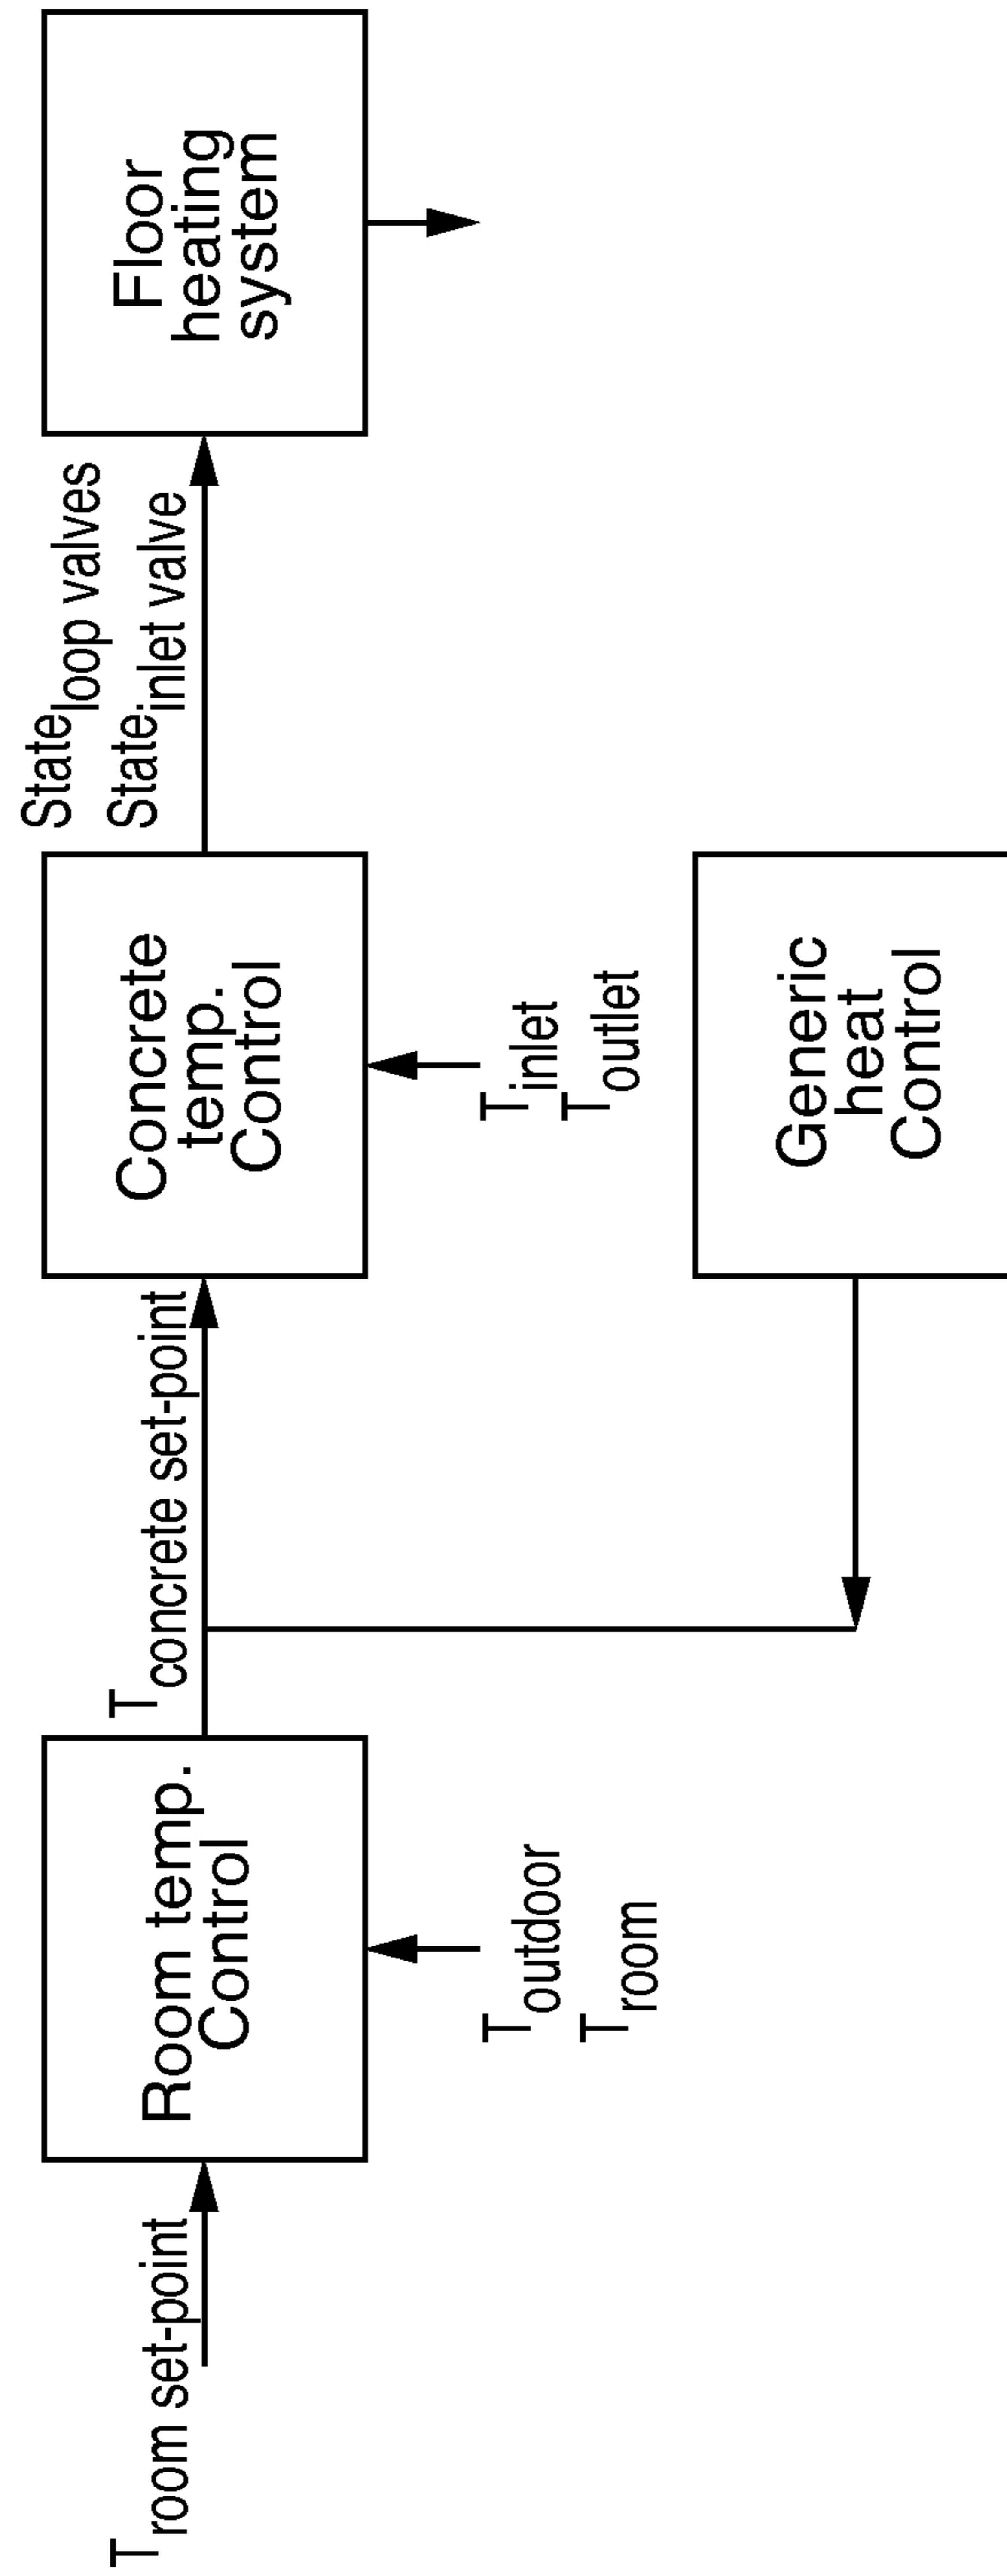 T room set-point
Room temp.
Control
T outdoor
T room
T concrete set-point
Concrete
temp.
Control
T inlet
T outlet
State loop valves
State inlet valve
Floor
heating
system
Generic
heat
Control